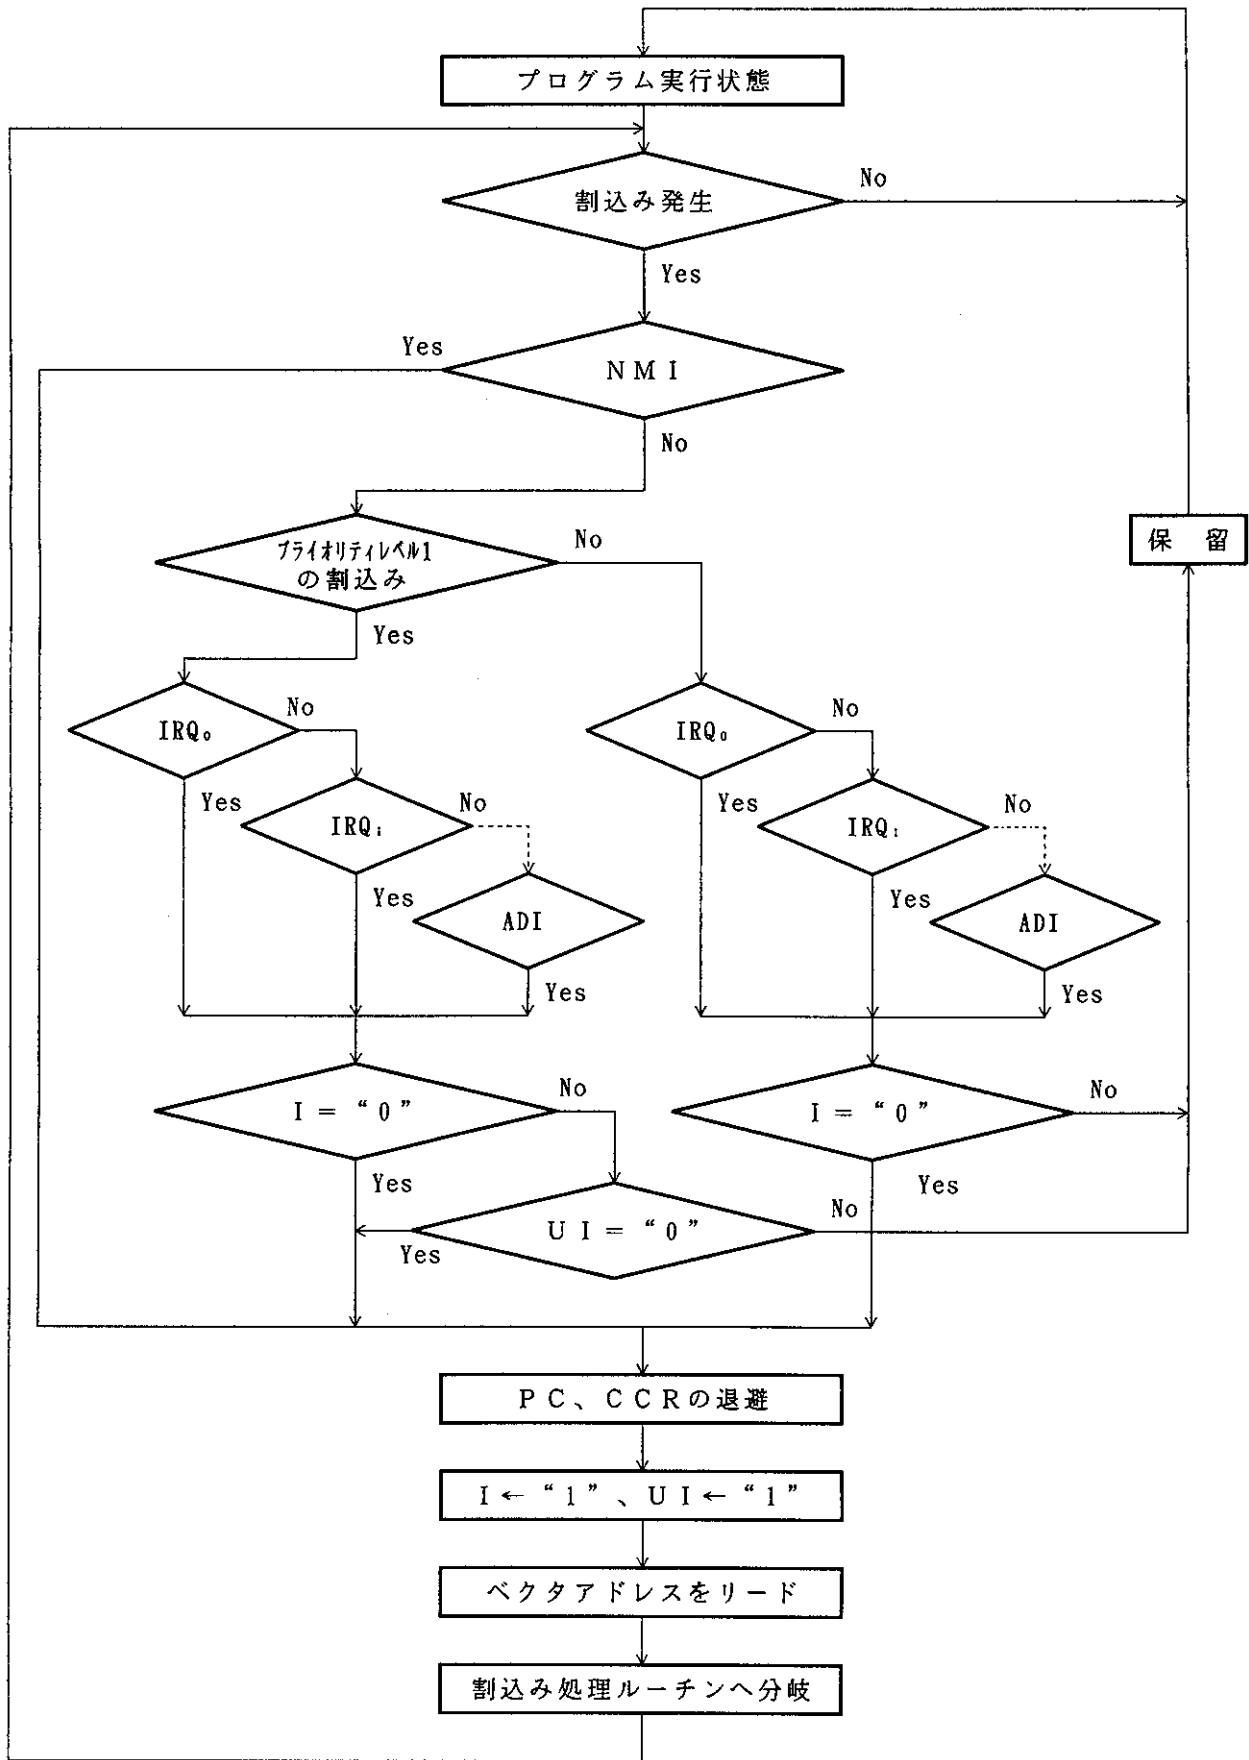 プログラム実行状態
割込み発生
No
Yes
Yes
NMI
No
プライオリティレベル1
の割込み
No
保 留
Yes
IRQ₀
No
IRQ₀
No
Yes
IRQ₁
No
Yes
IRQ₁
No
Yes
ADI
Yes
ADI
Yes
Yes
I = “0”
No
I = “0”
No
Yes
UI = “0”
No
Yes
Yes
PC、CCRの退避
I ← “1”、UI ← “1”
ベクタアドレスをリード
割込み処理ルーチンへ分岐